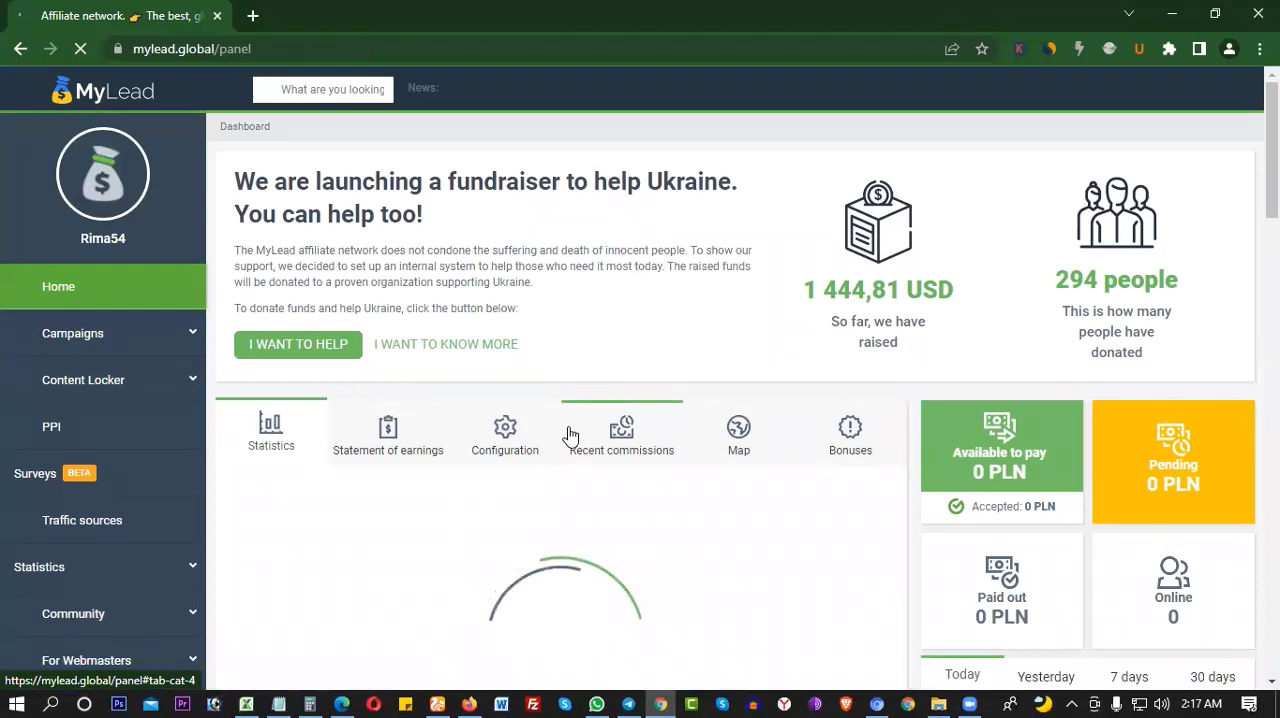 Affiliate network. 👉 The best, gl
mylead.global/panel
MyLead
What are you looking
News:
Rima54
Home
Campaigns
Content Locker
PPI
Surveys BETA
Traffic sources
Statistics
Community
For Webmasters
https://mylead.global/panel#tab-cat-4
Dashboard
We are launching a fundraiser to help Ukraine.
You can help too!
The MyLead affiliate network does not condone the suffering and death of innocent people. To show our
support, we decided to set up an internal system to help those who need it most today. The raised funds
will be donated to a proven organization supporting Ukraine.
To donate funds and help Ukraine, click the button below:
I WANT TO HELP I WANT TO KNOW MORE
1 444,81 USD
So far, we have
raised
294 people
This is how many
people have
donated
Statistics
Statement of earnings
Configuration
Recent commissions
Map
Bonuses
Available to pay
0 PLN
Accepted: 0 PLN
Pending
0 PLN
Paid out
0 PLN
Online
0
Today Yesterday 7 days 30 days
2:17 AM